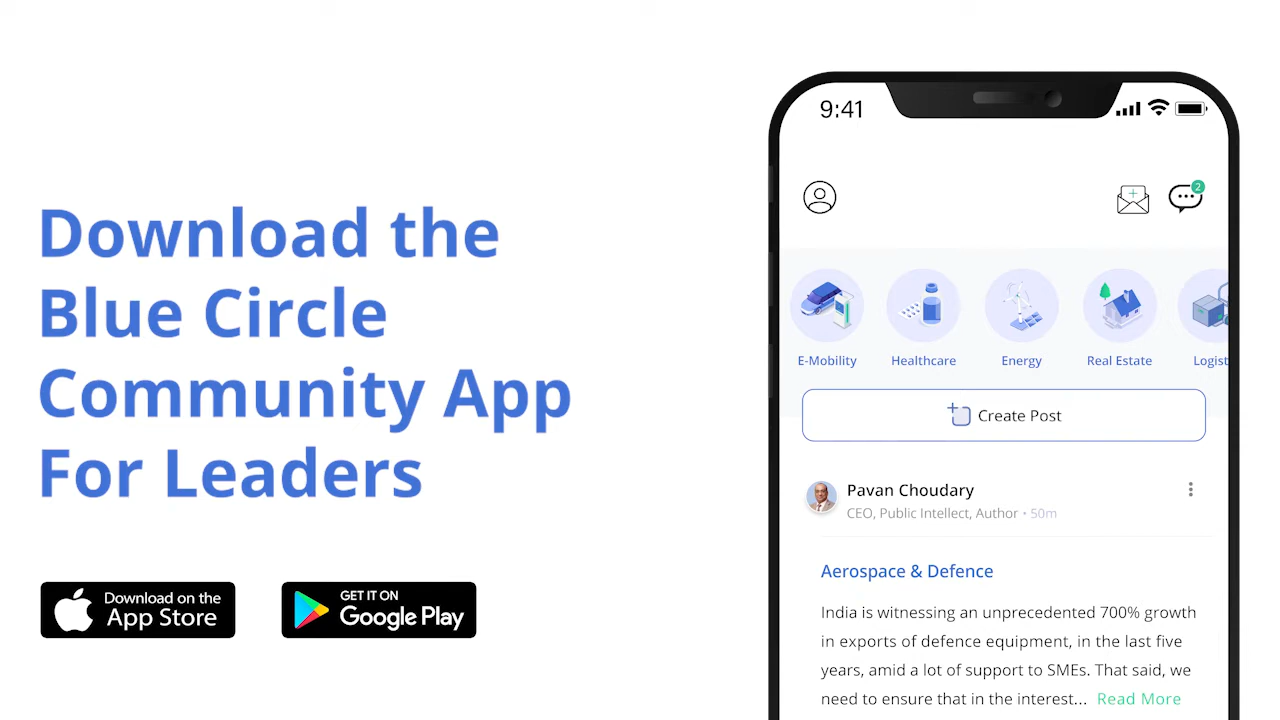 Download the
Blue Circle
Community App
For Leaders
Download on the
App Store
GET IT ON
Google Play
9:41
2
E-Mobility
Healthcare
Energy
Real Estate
Logist
Create Post
Pavan Choudary
CEO, Public Intellect, Author • 50m
Aerospace & Defence
India is witnessing an unprecedented 700% growth
in exports of defence equipment, in the last five
years, amid a lot of support to SMEs. That said, we
need to ensure that in the interest... Read More